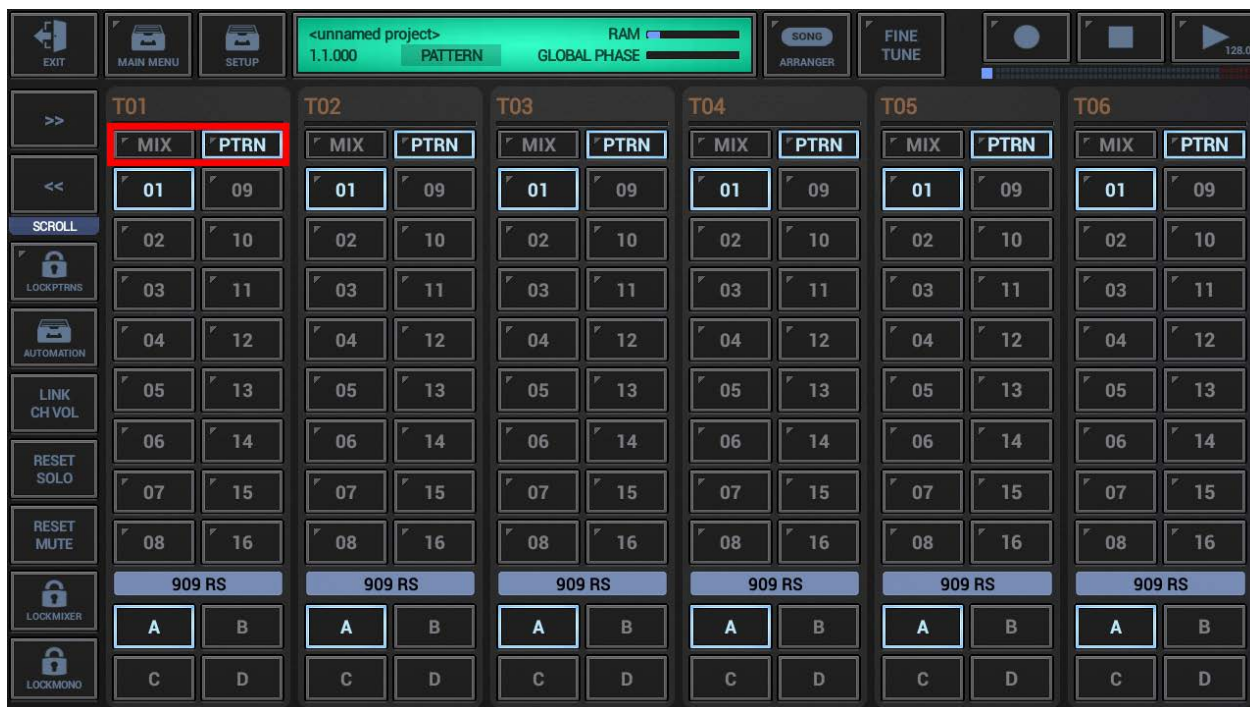 <unnamed project> RAM
1.1.000 PATTERN GLOBAL PHASE
EXIT MAIN MENU SETUP SONG ARRANGER FINE TUNE 128.0
>>
<<
SCROLL
LOCKPTRNS
AUTOMATION
LINK CH VOL
RESET SOLO
RESET MUTE
LOCKMIXER
LOCKMONO
T01 T02 T03 T04 T05 T06
MIX PTRN MIX PTRN MIX PTRN MIX PTRN MIX PTRN MIX PTRN
01 09 01 09 01 09 01 09 01 09 01 09
02 10 02 10 02 10 02 10 02 10 02 10
03 11 03 11 03 11 03 11 03 11 03 11
04 12 04 12 04 12 04 12 04 12 04 12
05 13 05 13 05 13 05 13 05 13 05 13
06 14 06 14 06 14 06 14 06 14 06 14
07 15 07 15 07 15 07 15 07 15 07 15
08 16 08 16 08 16 08 16 08 16 08 16
909 RS 909 RS 909 RS 909 RS 909 RS 909 RS
A B A B A B A B A B A B
C D C D C D C D C D C D